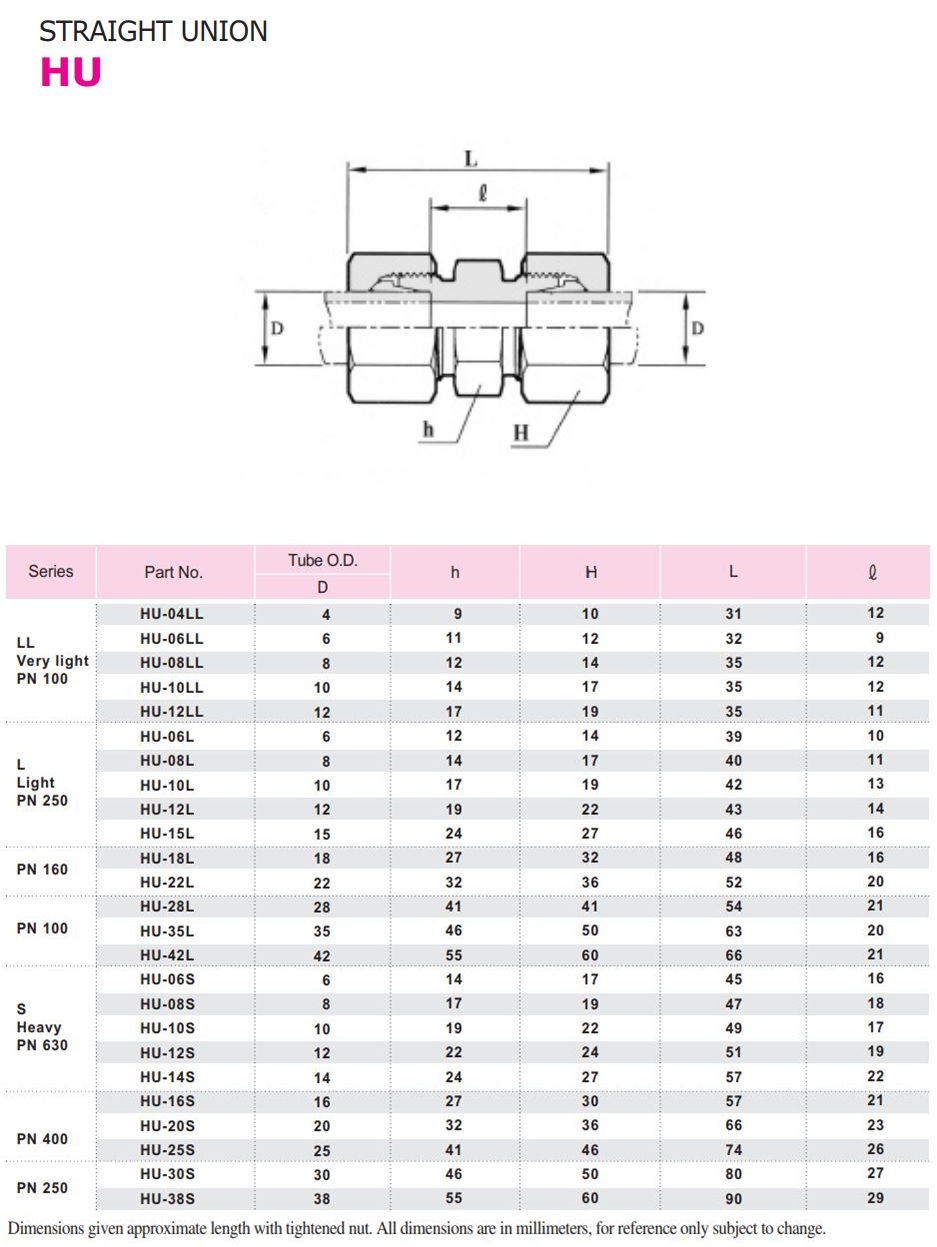 STRAIGHT UNION
HU
L
ℓ
D
D
h
H
Series Part No. Tube O.D. h H L ℓ
D
LL
Very light
PN 100
HU-04LL 4 9 10 31 12
HU-06LL 6 11 12 32 9
HU-08LL 8 12 14 35 12
HU-10LL 10 14 17 35 12
HU-12LL 12 17 19 35 11
L
Light
PN 250
HU-06L 6 12 14 39 10
HU-08L 8 14 17 40 11
HU-10L 10 17 19 42 13
HU-12L 12 19 22 43 14
HU-15L 15 24 27 46 16
PN 160
HU-18L 18 27 32 48 16
HU-22L 22 32 36 52 20
PN 100
HU-28L 28 41 41 54 21
HU-35L 35 46 50 63 20
HU-42L 42 55 60 66 21
S
Heavy
PN 630
HU-06S 6 14 17 45 16
HU-08S 8 17 19 47 18
HU-10S 10 19 22 49 17
HU-12S 12 22 24 51 19
HU-14S 14 24 27 57 22
PN 400
HU-16S 16 27 30 57 21
HU-20S 20 32 36 66 23
HU-25S 25 41 46 74 26
PN 250
HU-30S 30 46 50 80 27
HU-38S 38 55 60 90 29
Dimensions given approximate length with tightened nut. All dimensions are in millimeters, for reference only subject to change.